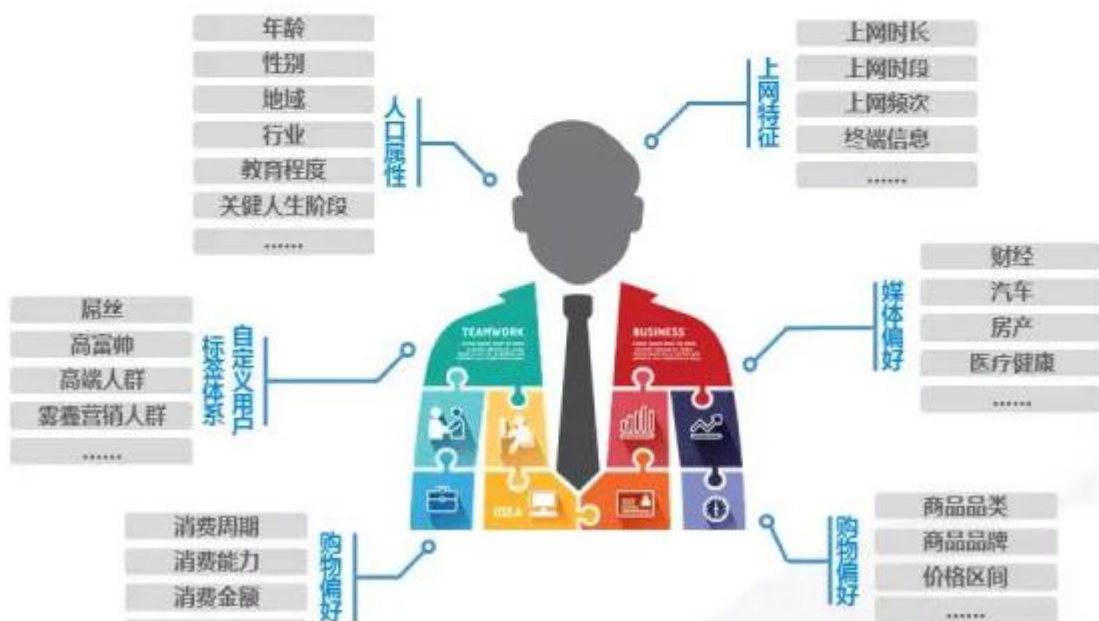 年龄
性别
地域
行业
教育程度
关健人生阶段
......
人口属性
上网时长
上网时段
上网频次
终端信息
......
上网特征
屌丝
高富帅
高端人群
雾霾营销人群
......
自定义用户
标签体系
TEAMWORK
BUSINESS
IDEA
财经
汽车
房产
医疗健康
......
媒体偏好
消费周期
消费能力
消费金额
购物偏好
商品品类
商品品牌
价格区间
......
购物偏好